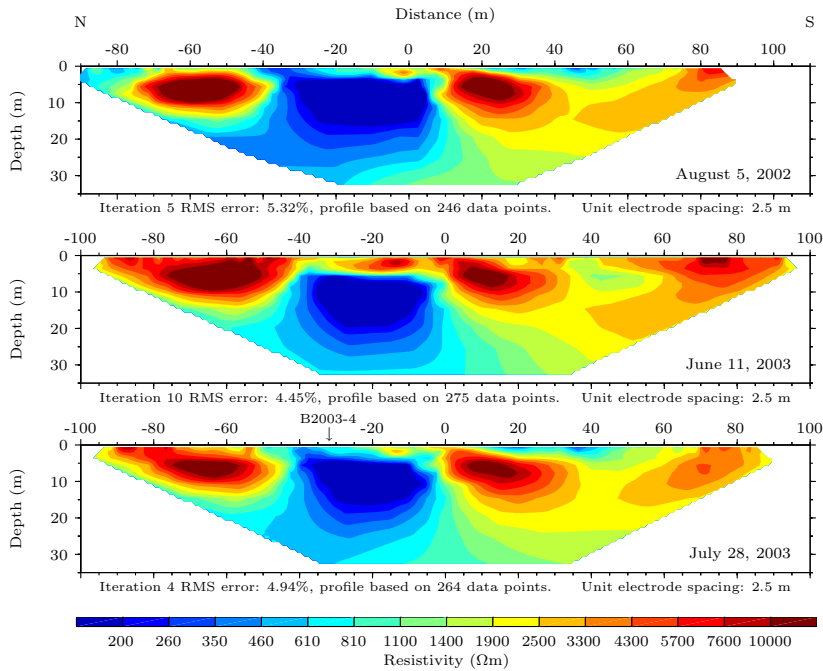 N Distance (m) S
-80 -60 -40 -20 0 20 40 60 80 100
0
10
20
30
Depth (m)
August 5, 2002
Iteration 5 RMS error: 5.32%, profile based on 246 data points. Unit electrode spacing: 2.5 m
-100 -80 -60 -40 -20 0 20 40 60 80 100
0
10
20
30
Depth (m)
June 11, 2003
Iteration 10 RMS error: 4.45%, profile based on 275 data points. Unit electrode spacing: 2.5 m
B2003-4
-100 -80 -60 -40 -20 0 20 40 60 80 100
0
10
20
30
Depth (m)
July 28, 2003
Iteration 4 RMS error: 4.94%, profile based on 264 data points. Unit electrode spacing: 2.5 m
200 260 350 460 610 810 1100 1400 1900 2500 3300 4300 5700 7600 10000
Resistivity (Ωm)